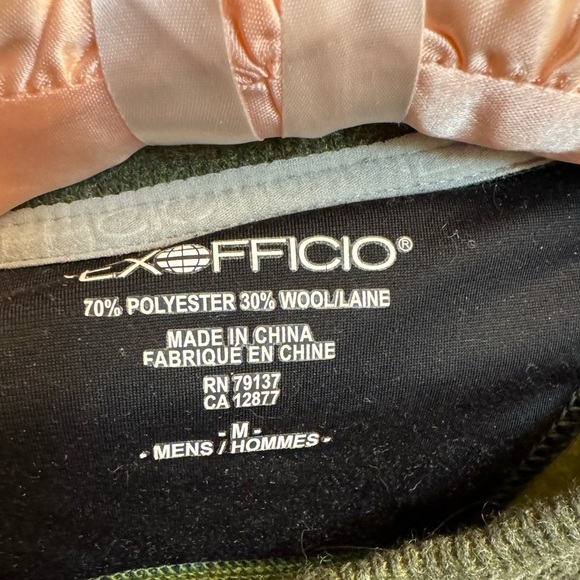 EXOFFICIO®
70% POLYESTER 30% WOOL/LAINE
MADE IN CHINA
FABRIQUÉ EN CHINE
RN 79137
CA 12877
- M -
- MENS / HOMMES -